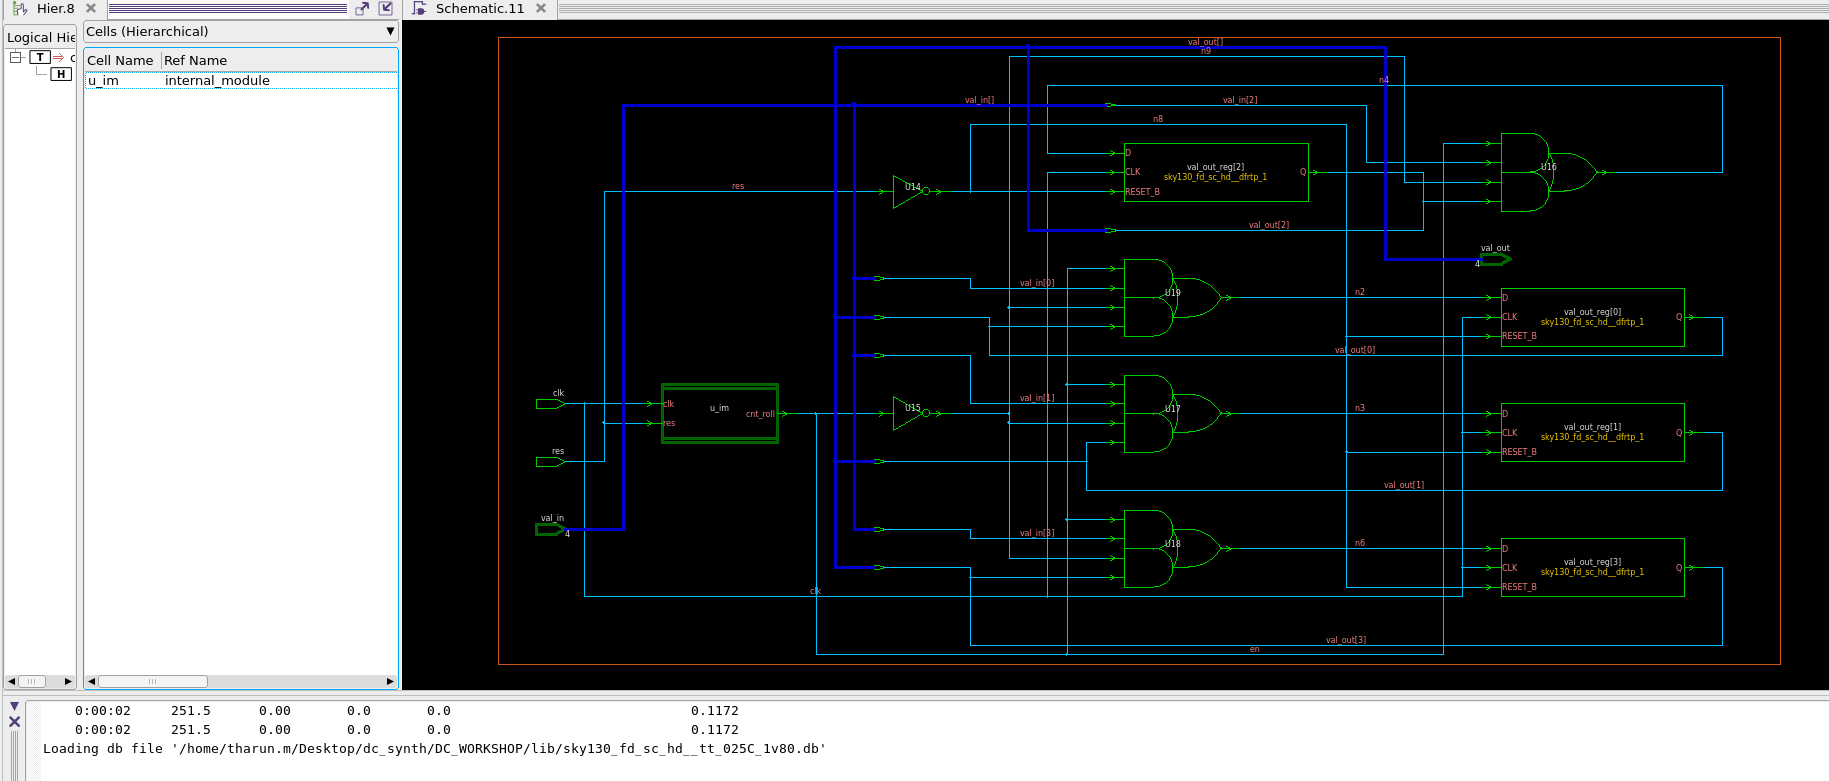 Hier.8
Schematic.11
Logical Hie
T
H
Cells (Hierarchical)
Cell Name Ref Name
u_im internal_module
val_out[]
n9
n4
val_in[] val_in[2]
n8
D
CLK
RESET_B
val_out_reg[2]
sky130_fd_sc_hd__dfrtp_1
Q
U16
res
U14
val_out[2]
val_out
4
val_in[0]
U19
n2
D
CLK
RESET_B
val_out_reg[0]
sky130_fd_sc_hd__dfrtp_1
Q
val_out[0]
clk
clk
res
u_im
cnt_roll
U15
val_in[1]
U17
n3
D
CLK
RESET_B
val_out_reg[1]
sky130_fd_sc_hd__dfrtp_1
Q
res
val_out[1]
val_in
4
val_in[3]
U18
n6
D
CLK
RESET_B
val_out_reg[3]
sky130_fd_sc_hd__dfrtp_1
Q
clk
val_out[3]
en
0:00:02 251.5 0.00 0.0 0.0 0.1172
0:00:02 251.5 0.00 0.0 0.0 0.1172
Loading db file '/home/tharun.m/Desktop/dc_synth/DC_WORKSHOP/lib/sky130_fd_sc_hd__tt_025C_1v80.db'